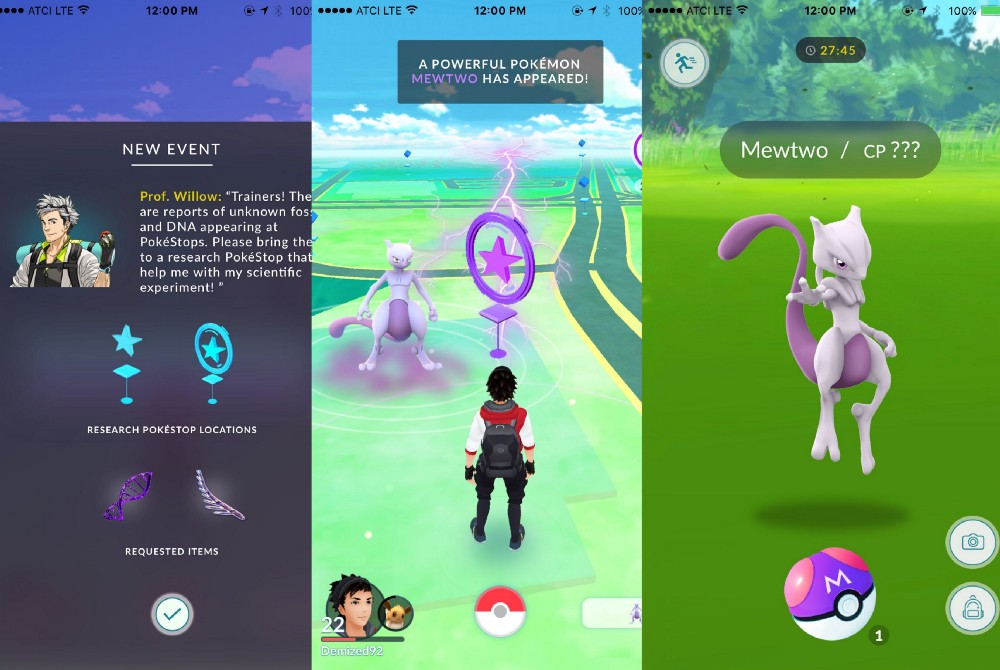 ATCI LTE 12:00 PM 100%
NEW EVENT
Prof. Willow: “Trainers! The
are reports of unknown fos
and DNA appearing at
PokéStops. Please bring the
to a research PokéStop that
help me with my scientific
experiment! ”
RESEARCH POKÉSTOP LOCATIONS
REQUESTED ITEMS
ATCI LTE 12:00 PM 100%
A POWERFUL POKÉMON
MEWTWO HAS APPEARED!
22
Demized92
ATCI LTE 12:00 PM 100%
27:45
Mewtwo / CP ???
M
1